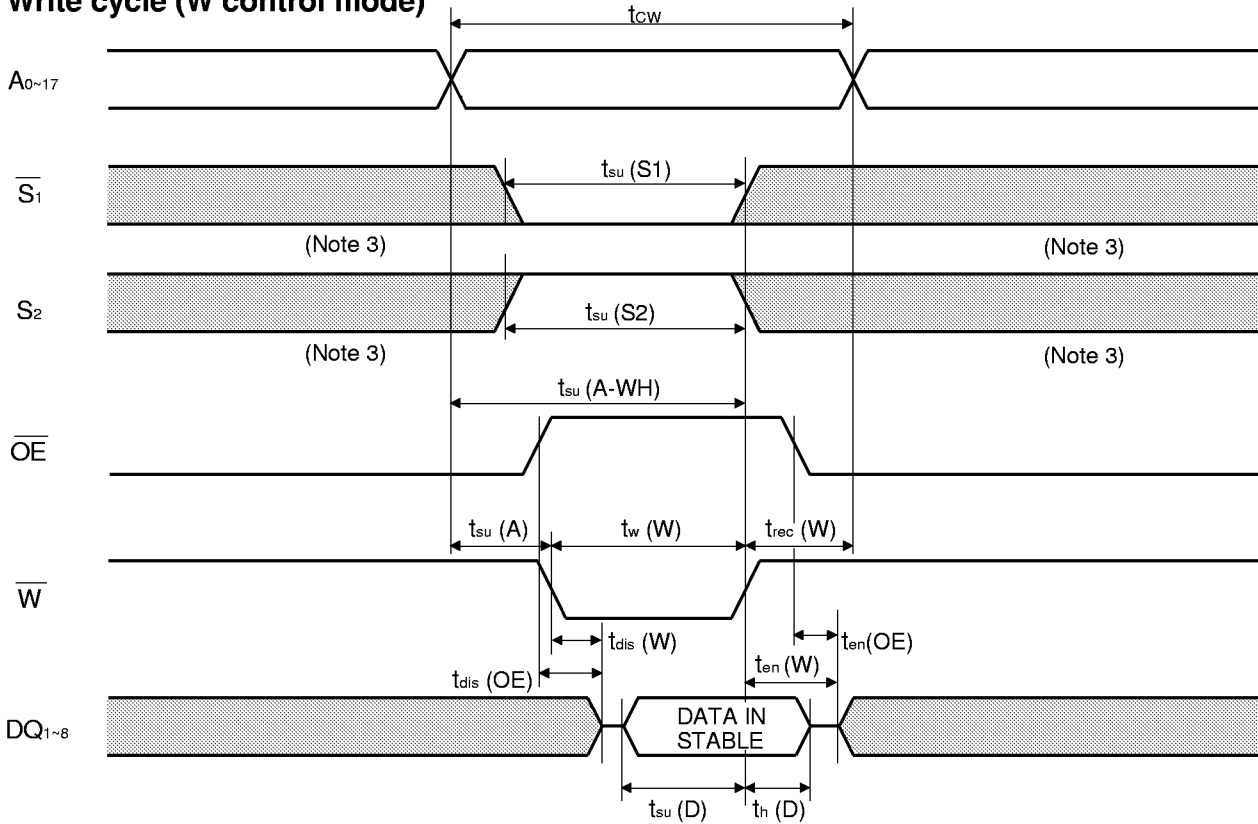 Write cycle (W control mode)
tCW
A0~17
S1
tsu (S1)
(Note 3)
(Note 3)
S2
tsu (S2)
(Note 3)
(Note 3)
tsu (A-WH)
OE
tsu (A)
tw (W)
trec (W)
W
tdis (W)
ten(OE)
ten (W)
tdis (OE)
DQ1~8
DATA IN
STABLE
tsu (D)
th (D)